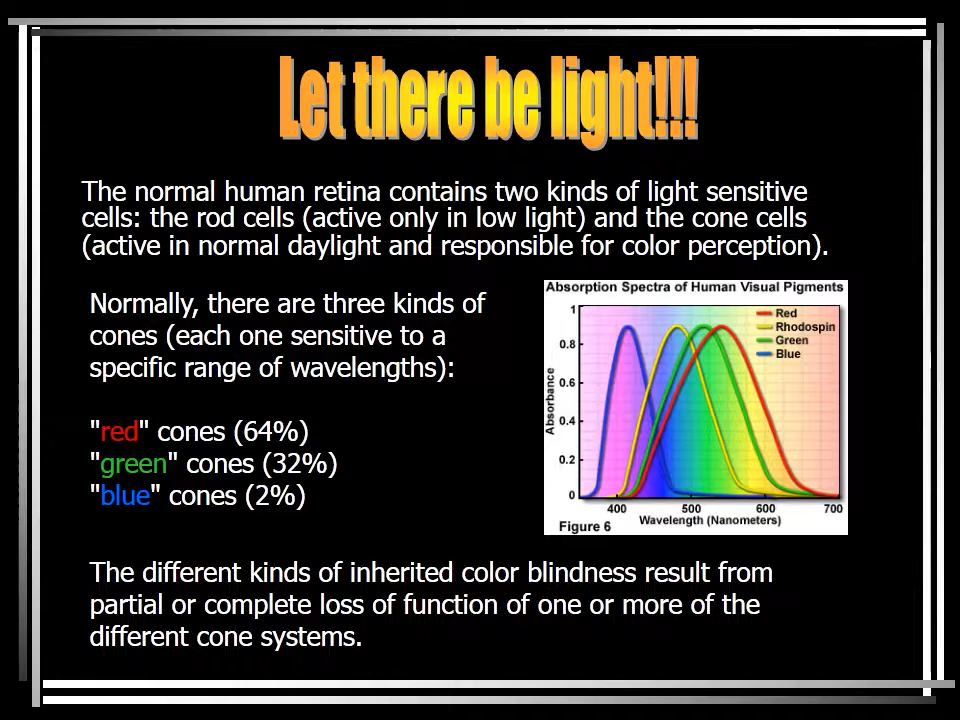 Let there be light!!!
The normal human retina contains two kinds of light sensitive
cells: the rod cells (active only in low light) and the cone cells
(active in normal daylight and responsible for color perception).
Normally, there are three kinds of
cones (each one sensitive to a
specific range of wavelengths):
"red" cones (64%)
"green" cones (32%)
"blue" cones (2%)
Absorption Spectra of Human Visual Pigments
Red
Rhodospin
Green
Blue
Absorbance
1
0.8
0.6
0.4
0.2
0
400 500 600 700
Wavelength (Nanometers)
Figure 6
The different kinds of inherited color blindness result from
partial or complete loss of function of one or more of the
different cone systems.